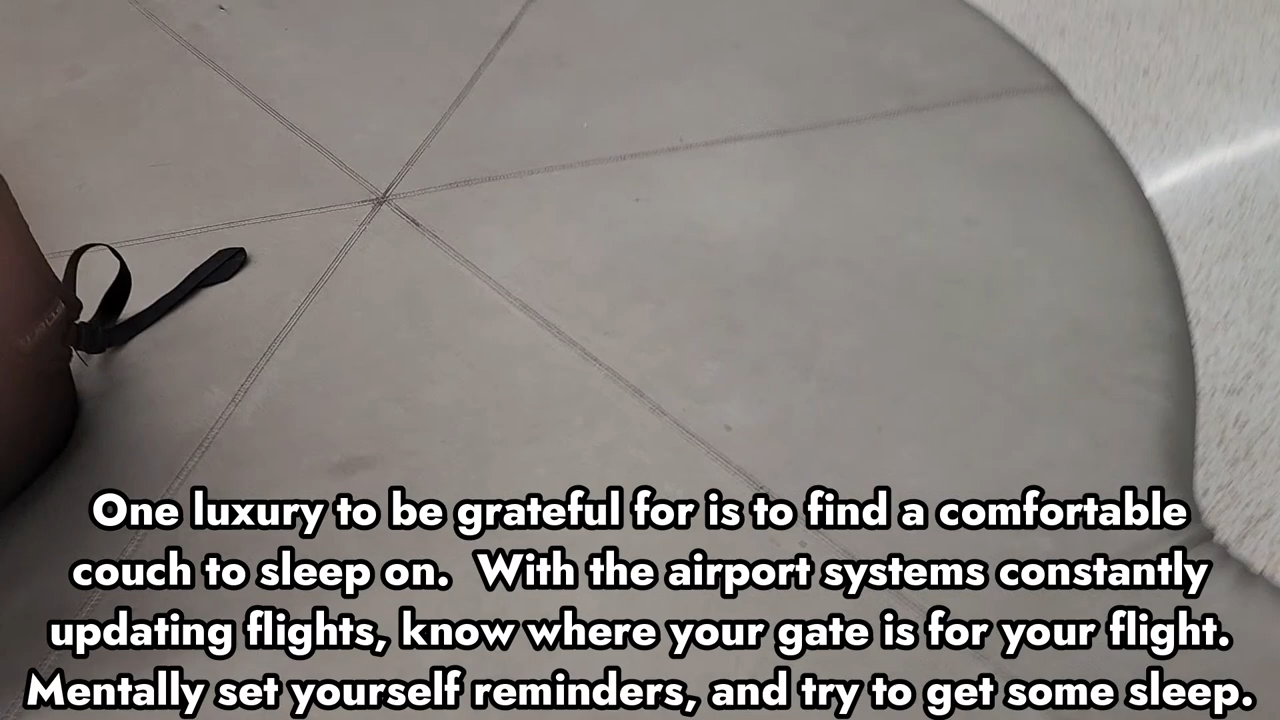 One luxury to be grateful for is to find a comfortable
couch to sleep on.  With the airport systems constantly
updating flights, know where your gate is for your flight.
Mentally set yourself reminders, and try to get some sleep.